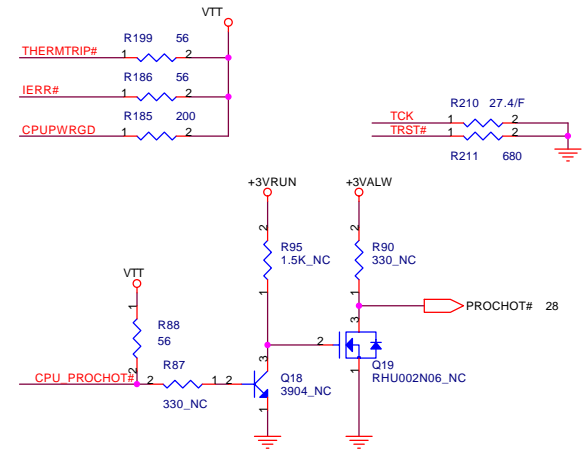 VTT
R199 56
THERMTRIP# 1 2
R186 56
IERR# 1 2
R185 200
CPUPWRGD 1 2
R210 27.4/F
TCK 1 2
TRST# 1 2
R211 680
+3VRUN
+3VALW
2
2
R95
1.5K_NC
R90
330_NC
1
1
VTT
PROCHOT# 28
1
R88
56
2
3
3
2
R87
CPU_PROCHOT# 2 1 2
330_NC
Q18
3904_NC
1
Q19
RHU002N06_NC
1